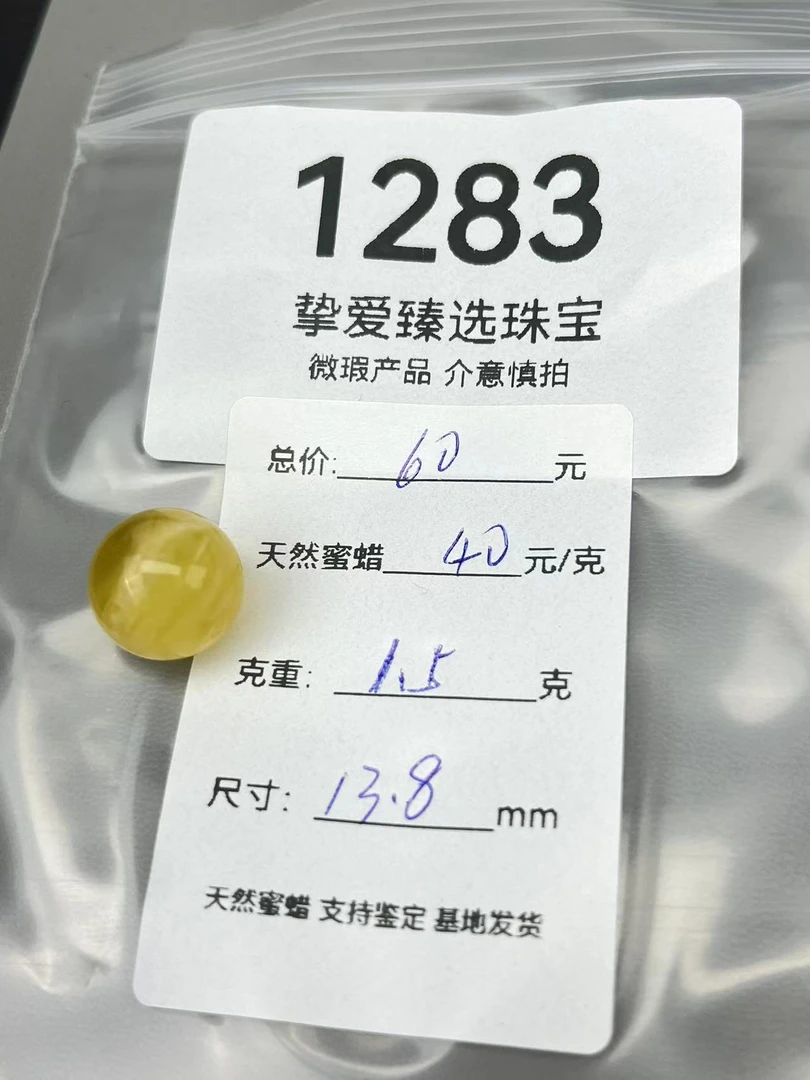 1283
挚爱臻选珠宝
微瑕产品 介意慎拍
总价: 60 元
天然蜜蜡 40 元/克
克重: 1.5 克
尺寸: 13.8 mm
天然蜜蜡 支持鉴定 基地发货